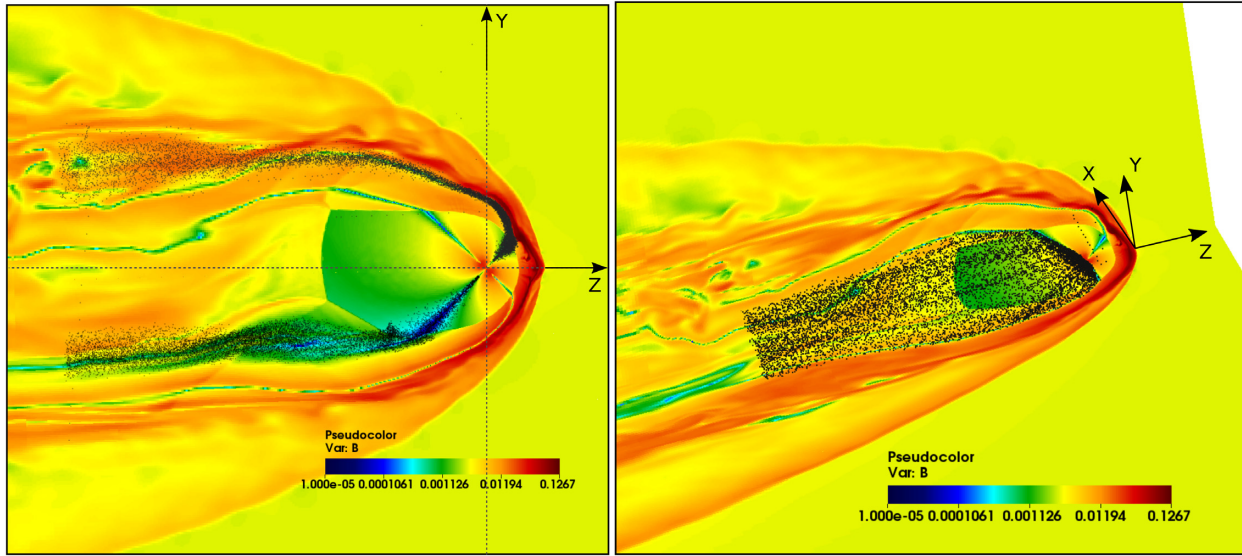 Y
Z
Pseudocolor
Var: B
1.000e-05 0.0001061 0.001126 0.01194 0.1267
X Y
Z
Pseudocolor
Var: B
1.000e-05 0.0001061 0.001126 0.01194 0.1267